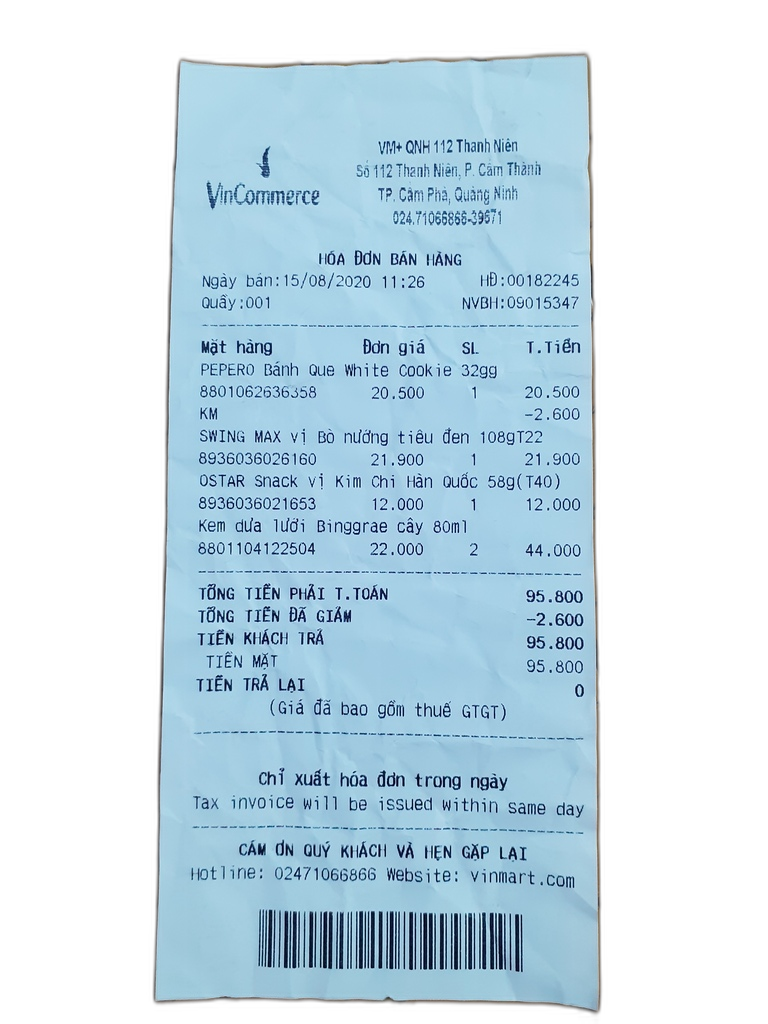 VinCommerce
VM+ QNH 112 Thanh Niên
Số 112 Thanh Niên, P. Cẩm Thành
TP. Cẩm Phả, Quảng Ninh
024.71066866-39671
HÓA ĐƠN BÁN HÀNG
Ngày bán:15/08/2020 11:26 HĐ:00182245
Quầy:001 NVBH:09015347
Mặt hàng Đơn giá SL T.Tiền
PEPERO Bánh Que White Cookie 32gg
8801062636358 20.500 1 20.500
KM -2.600
SWING MAX vị Bò nướng tiêu đen 108gT22
8936036026160 21.900 1 21.900
OSTAR Snack vị Kim Chi Hàn Quốc 58g(T40)
8936036021653 12.000 1 12.000
Kem dưa lưới Binggrae cây 80ml
8801104122504 22.000 2 44.000
TỔNG TIỀN PHẢI T.TOÁN 95.800
TỔNG TIỀN ĐÃ GIẢM -2.600
TIỀN KHÁCH TRẢ 95.800
TIỀN MẶT 95.800
TIỀN TRẢ LẠI 0
(Giá đã bao gồm thuế GTGT)
Chỉ xuất hóa đơn trong ngày
Tax invoice will be issued within same day
CẢM ƠN QUÝ KHÁCH VÀ HẸN GẶP LẠI
Hotline: 02471066866 Website: vinmart.com